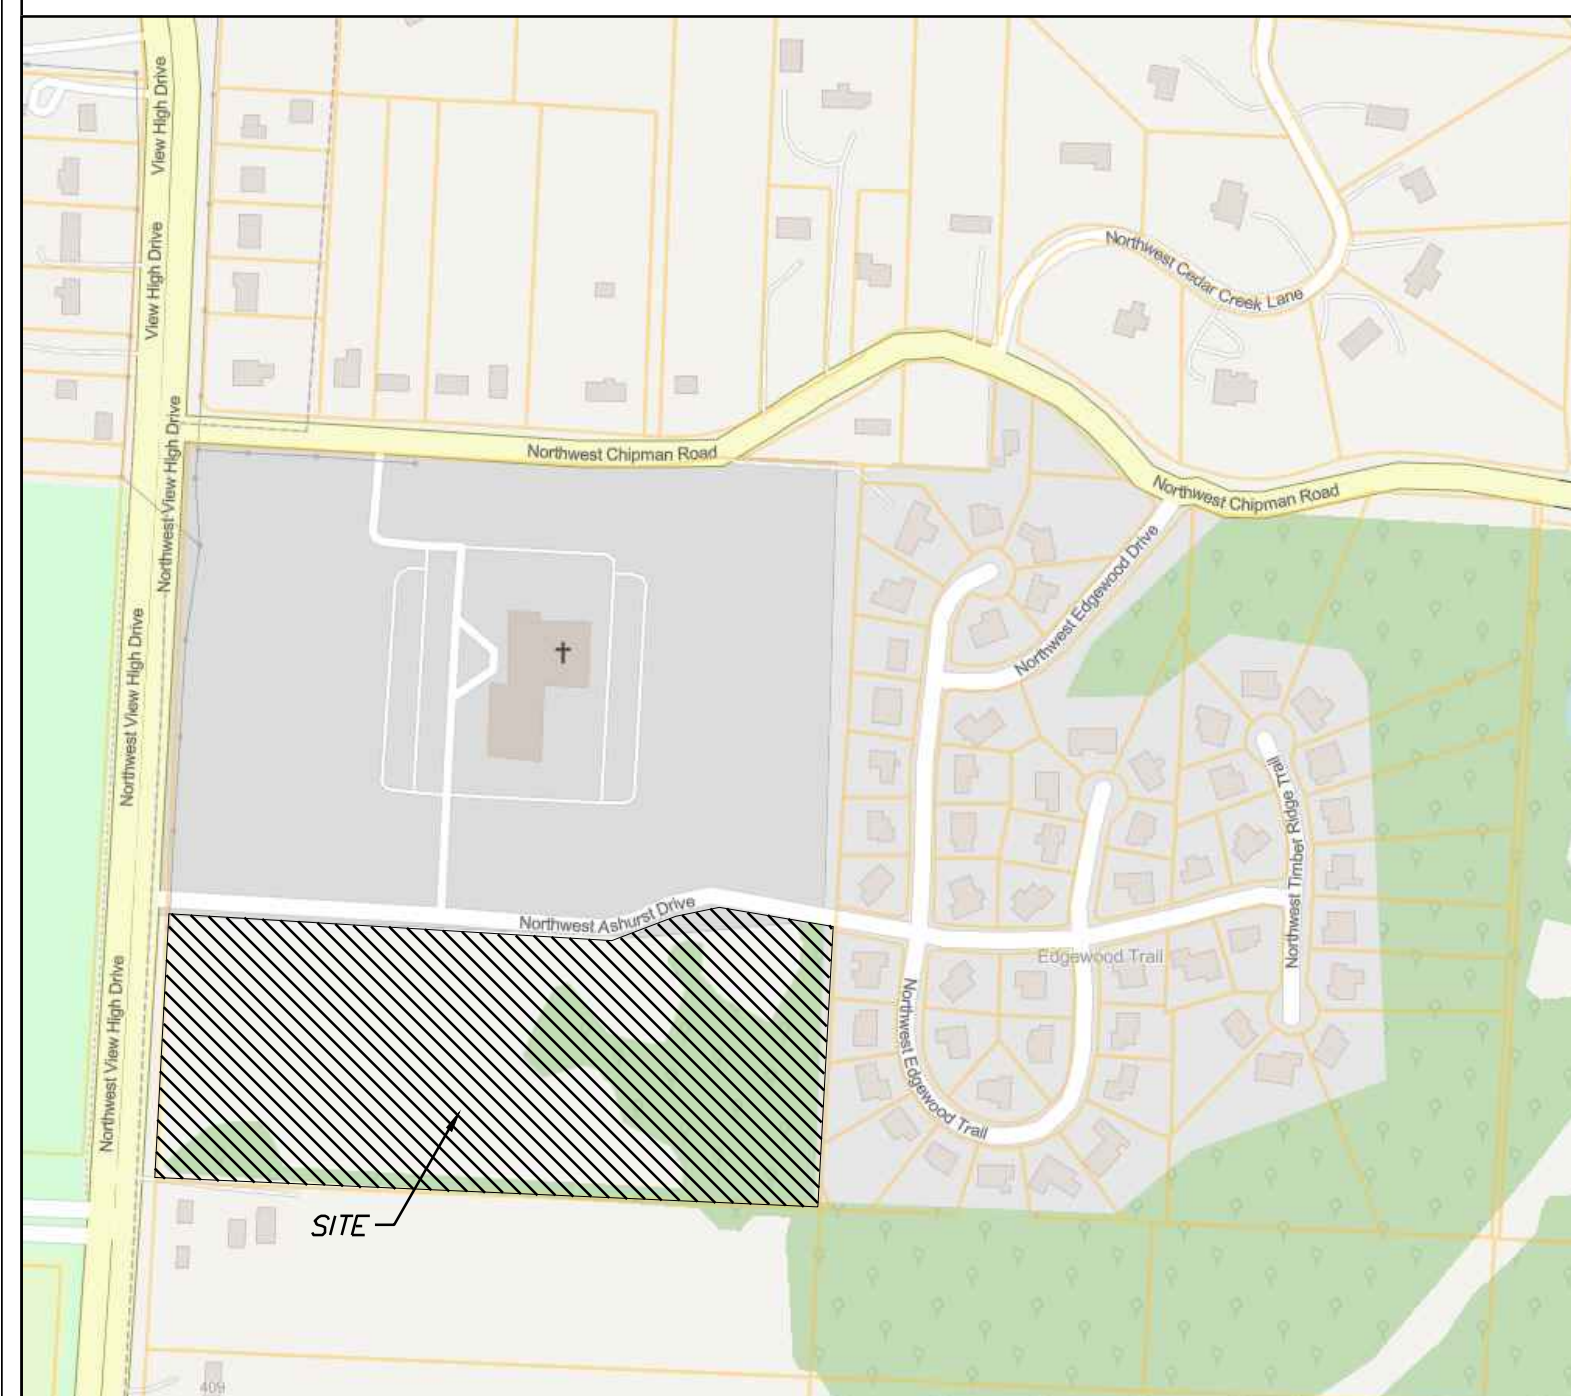 View High Drive
View High Drive
Northwest View High Drive
Northwest View High Drive
Northwest View High Drive
Northwest Cedar Creek Lane
Northwest Chipman Road
Northwest Chipman Road
Northwest Edgewood Drive
Northwest Timber Ridge Trail
Northwest Ashurst Drive
Edgewood Trail
Northwest Edgewood Trail
SITE
409